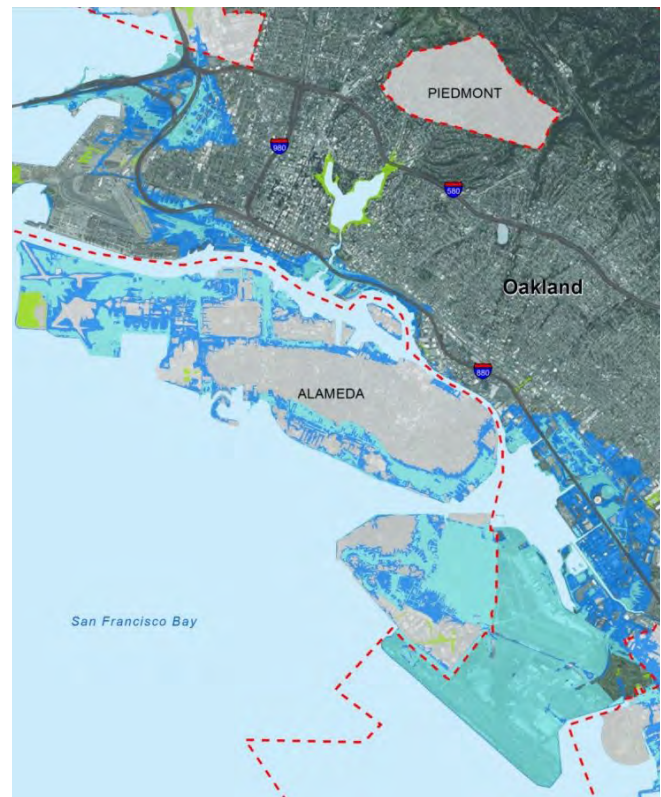 PIEDMONT
980
580
Oakland
880
ALAMEDA
San Francisco Bay